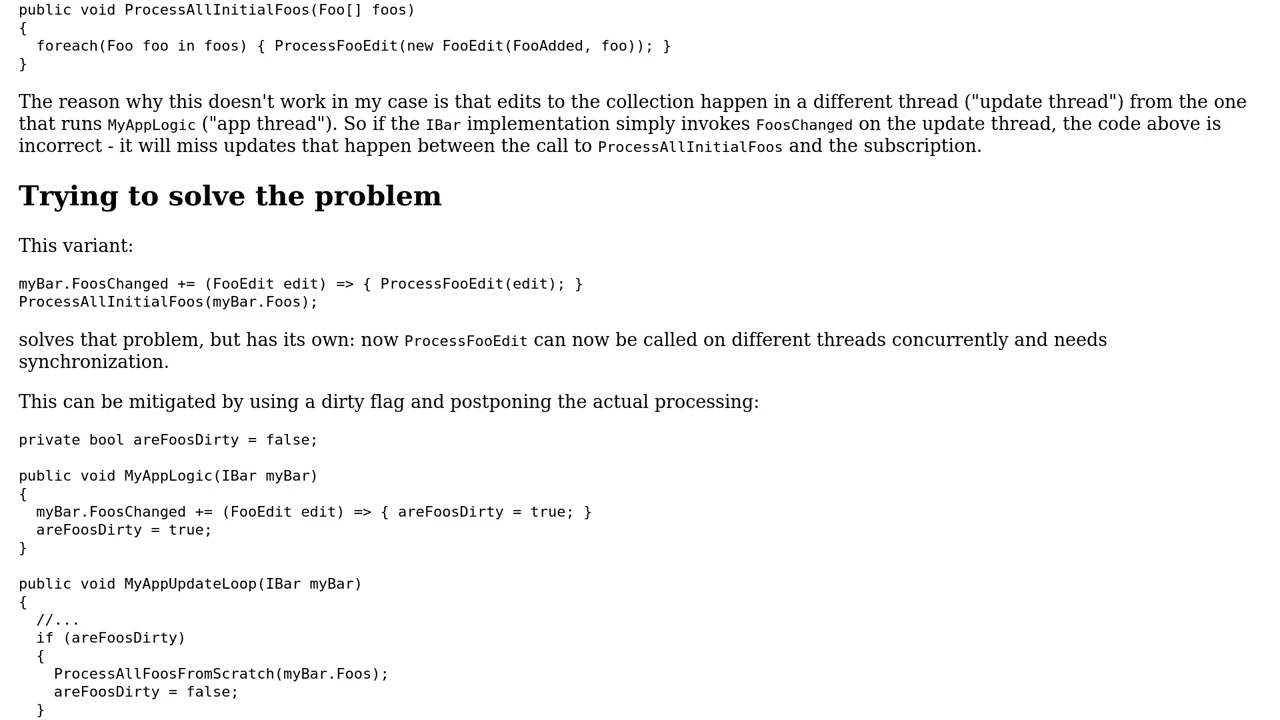 public void ProcessAllInitialFoos(Foo[] foos)
{
  foreach(Foo foo in foos) { ProcessFooEdit(new FooEdit(FooAdded, foo)); }
}
The reason why this doesn't work in my case is that edits to the collection happen in a different thread ("update thread") from the one
that runs MyAppLogic ("app thread"). So if the IBar implementation simply invokes FoosChanged on the update thread, the code above is
incorrect - it will miss updates that happen between the call to ProcessAllInitialFoos and the subscription.
Trying to solve the problem
This variant:
myBar.FoosChanged += (FooEdit edit) => { ProcessFooEdit(edit); }
ProcessAllInitialFoos(myBar.Foos);
solves that problem, but has its own: now ProcessFooEdit can now be called on different threads concurrently and needs
synchronization.
This can be mitigated by using a dirty flag and postponing the actual processing:
private bool areFoosDirty = false;
public void MyAppLogic(IBar myBar)
{
  myBar.FoosChanged += (FooEdit edit) => { areFoosDirty = true; }
  areFoosDirty = true;
}
public void MyAppUpdateLoop(IBar myBar)
{
  //...
  if (areFoosDirty)
  {
    ProcessAllFoosFromScratch(myBar.Foos);
    areFoosDirty = false;
  }